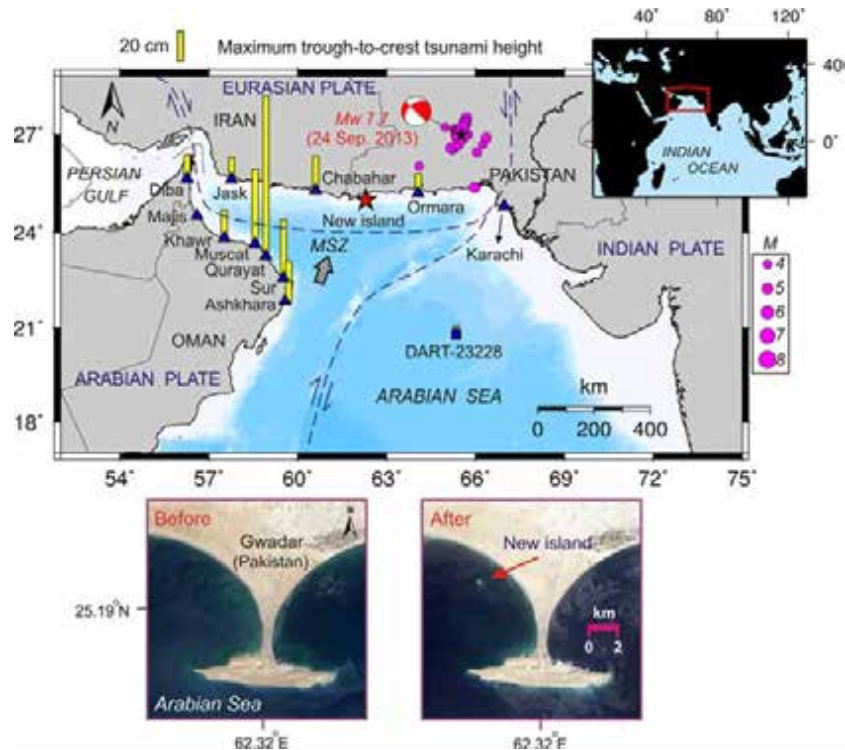 20 cm
Maximum trough-to-crest tsunami height
40°
80°
120°
40°
0°
INDIAN
OCEAN
EURASIAN PLATE
N
IRAN
Mw 7.7
(24 Sep. 2013)
27°
25°
24°
21°
18°
PERSIAN
GULF
PAKISTAN
Diba
Jask
Chabahar
Ormara
Majis
New island
Khawr
Muscat
MSZ
Karachi
INDIAN PLATE
Qurayat
Sur
Ashkhara
OMAN
DART-23228
ARABIAN PLATE
ARABIAN SEA
km
0 200 400
M
4
5
6
7
8
54° 57° 60° 63° 66° 69° 72° 75°
Before
N
Gwadar
(Pakistan)
25.19°N
Arabian Sea
62.32°E
After
New island
km
0 2
62.32°E